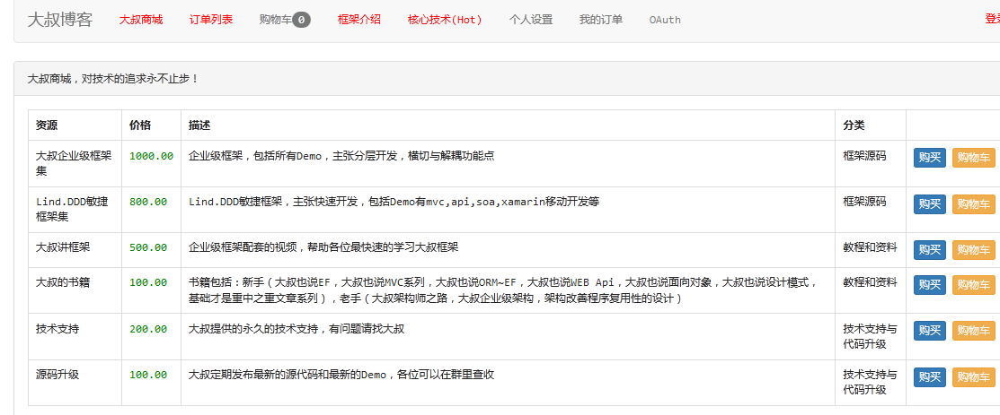 大叔博客 大叔商城 订单列表 购物车 0 框架介绍 核心技术(Hot) 个人设置 我的订单 OAuth 登
大叔商城，对技术的追求永不止步！
资源 价格 描述 分类
大叔企业级框架 1000.00 企业级框架，包括所有Demo，主张分层开发，横切与解耦功能点 框架源码 购买 购物车
集
Lind.DDD敏捷 800.00 Lind.DDD敏捷框架，主张快速开发，包括Demo有mvc,api,soa,xamarin移动开发等 框架源码 购买 购物车
框架集
大叔讲框架 500.00 企业级框架配套的视频，帮助各位最快速的学习大叔框架 教程和资料 购买 购物车
大叔的书籍 100.00 书籍包括：新手（大叔也说EF，大叔也说MVC系列，大叔也说ORM~EF，大叔也说WEB Api，大叔也说面向对象，大叔也说设计模式， 教程和资料 购买 购物车
基础才是重中之重文章系列），老手（大叔架构师之路，大叔企业级架构，架构改善程序复用性的设计）
技术支持 200.00 大叔提供的永久的技术支持，有问题请找大叔 技术支持与 购买 购物车
代码升级
源码升级 100.00 大叔定期发布最新的源代码和最新的Demo，各位可以在群里查收 技术支持与 购买 购物车
代码升级